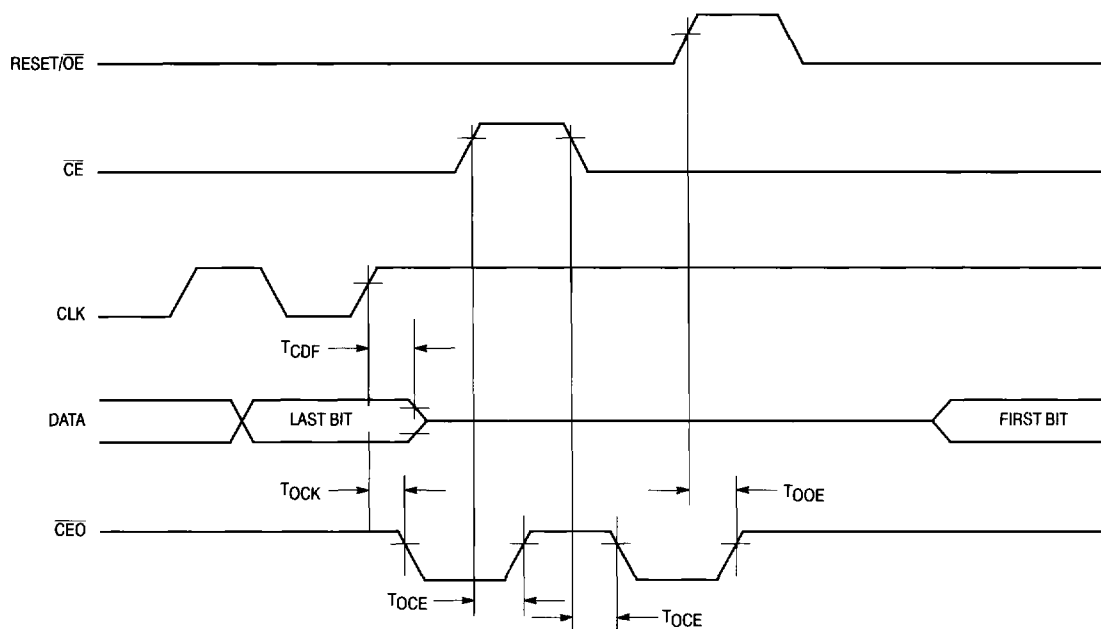 RESET/OE
CE
CLK
TCDF
DATA
LAST BIT
FIRST BIT
TOCK
TOOE
CEO
TOCE
TOCE